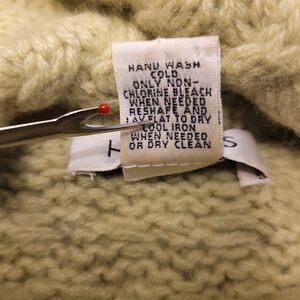 HAND WASH
COLD
ONLY NON-
CHLORINE BLEACH
WHEN NEEDED
RESHAPE AND
LAY FLAT TO DRY
COOL IRON
WHEN NEEDED
OR DRY CLEAN
H S